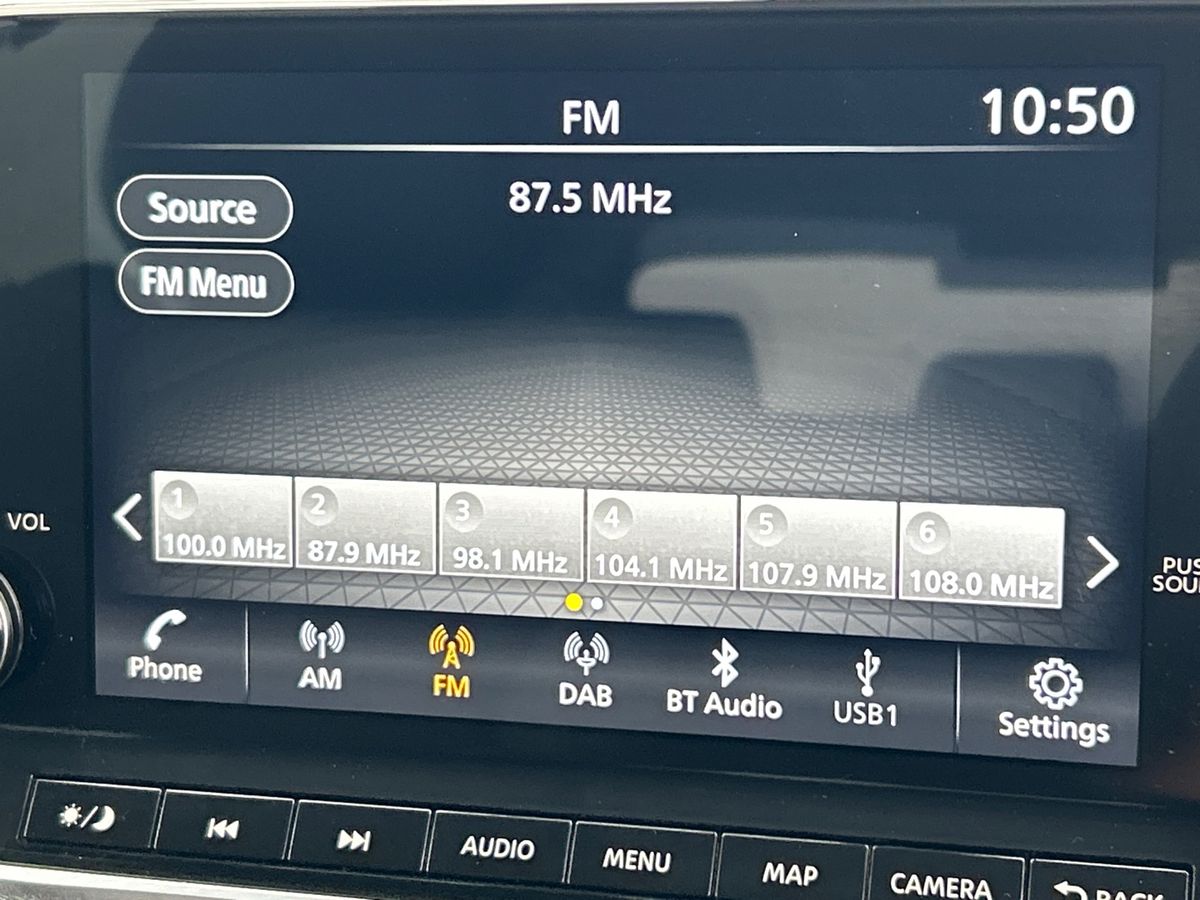 FM
10:50
87.5 MHz
Source
FM Menu
1
100.0 MHz
2
87.9 MHz
3
98.1 MHz
4
104.1 MHz
5
107.9 MHz
6
108.0 MHz
VOL
Phone
AM
FM
DAB
BT Audio
USB1
Settings
AUDIO
MENU
MAP
CAMERA
BACK